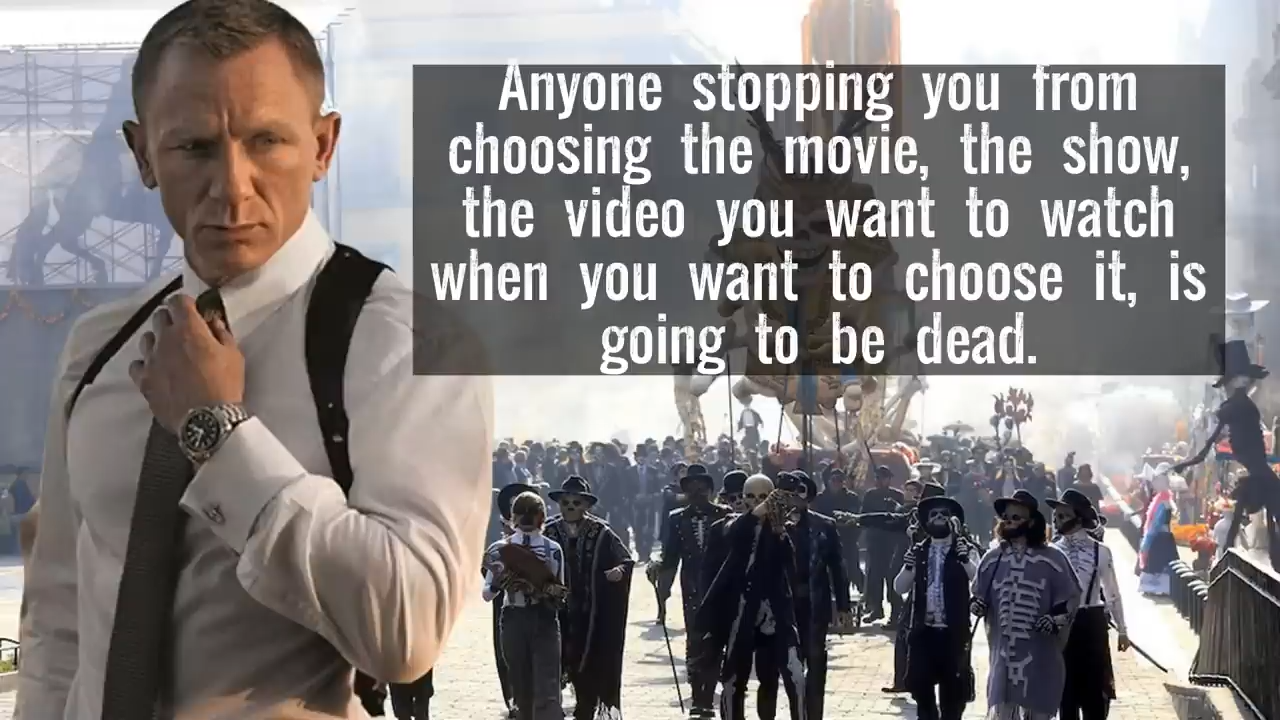 Anyone stopping you from
choosing the movie, the show,
the video you want to watch
when you want to choose it, is
going to be dead.